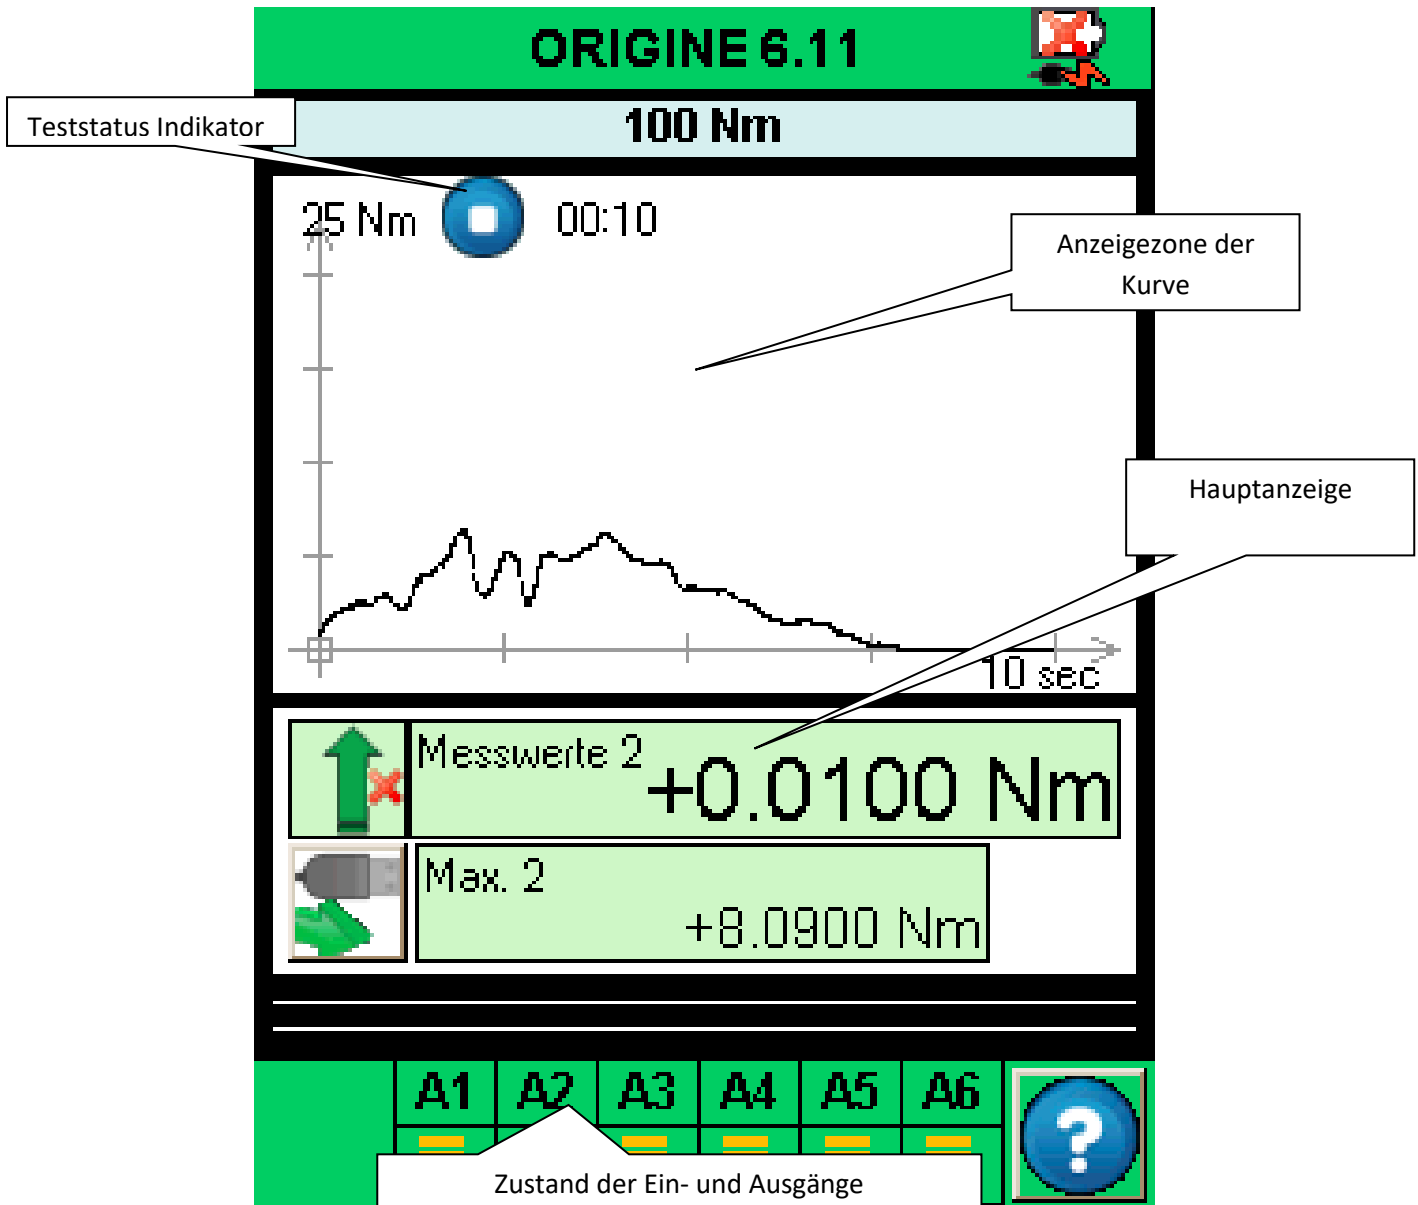 ORIGINE 6.11
100 Nm
Teststatus Indikator
25 Nm
00:10
Anzeigezone der
Kurve
Hauptanzeige
10 sec
Messwerte 2
+0.0100 Nm
Max. 2
+8.0900 Nm
A1 A2 A3 A4 A5 A6
?
Zustand der Ein- und Ausgänge